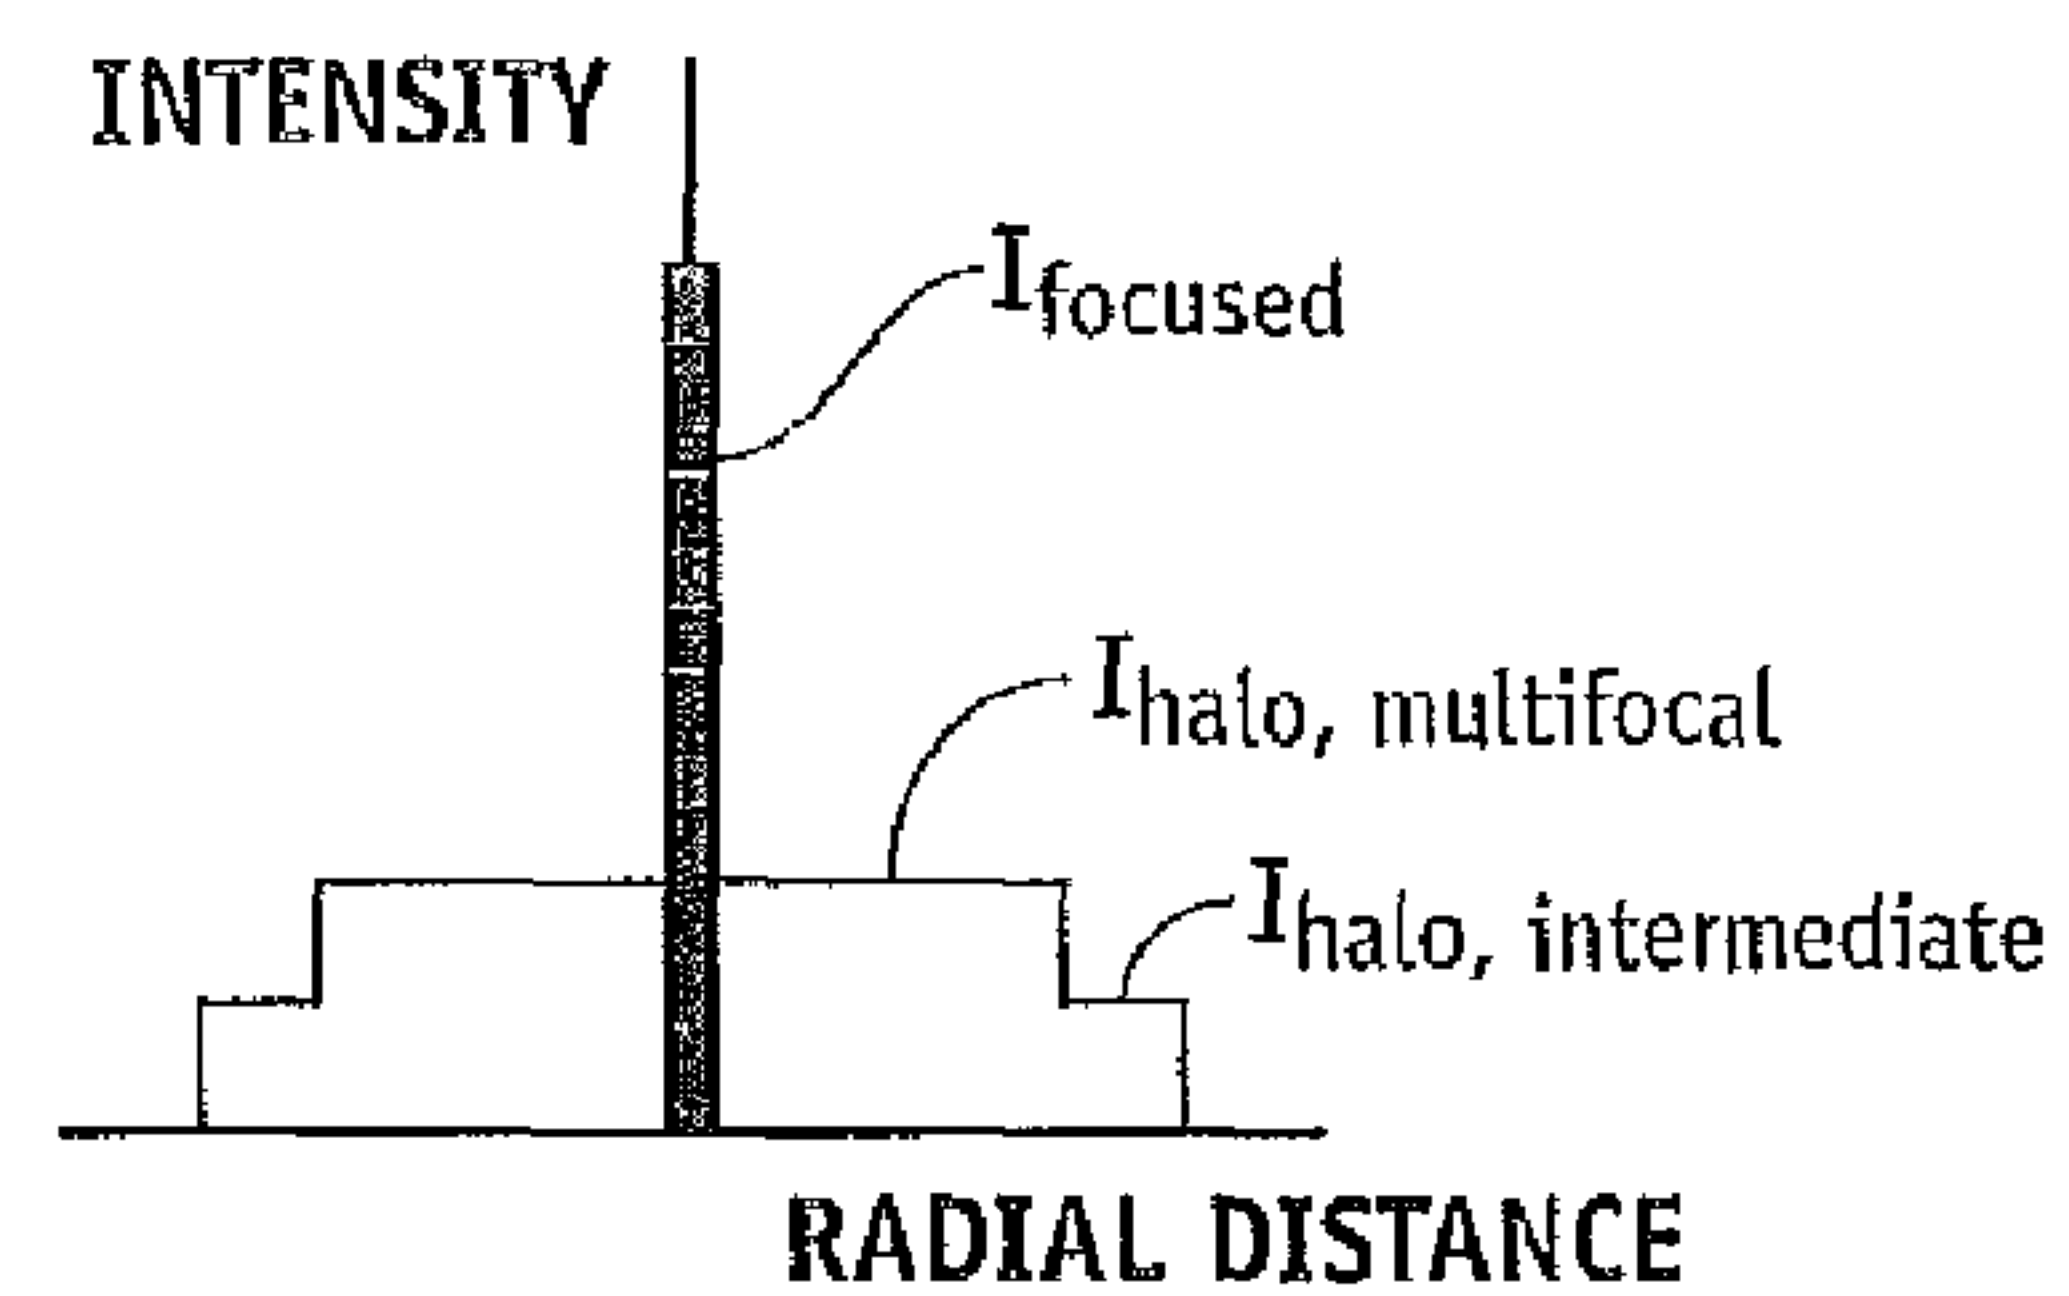 INTENSITY
Ifocused
Ihalo, multifocal
Ihalo, intermediate
RADIAL DISTANCE